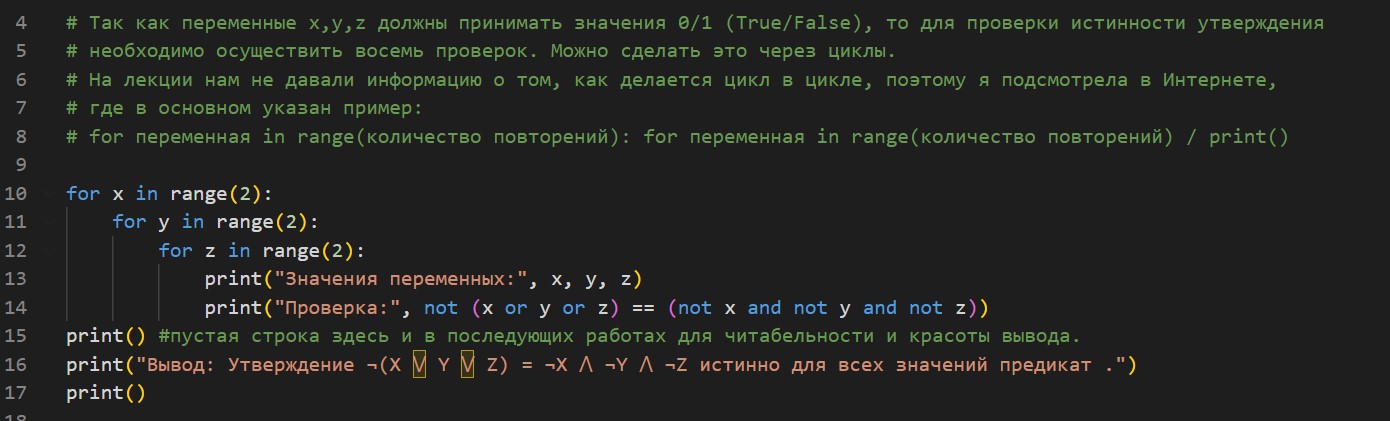 4 # Так как переменные x,y,z должны принимать значения 0/1 (True/False), то для проверки истинности утверждения
5 # необходимо осуществить восемь проверок. Можно сделать это через циклы.
6 # На лекции нам не давали информацию о том, как делается цикл в цикле, поэтому я подсмотрела в Интернете,
7 # где в основном указан пример:
8 # for переменная in range(количество повторений): for переменная in range(количество повторений) / print()
9
10 for x in range(2):
11     for y in range(2):
12         for z in range(2):
13             print("Значения переменных:", x, y, z)
14             print("Проверка:", not (x or y or z) == (not x and not y and not z))
15 print() #пустая строка здесь и в последующих работах для читабельности и красоты вывода.
16 print("Вывод: Утверждение ¬(X ⋁ Y ⋁ Z) = ¬X ⋀ ¬Y ⋀ ¬Z истинно для всех значений предикат .")
17 print()
18